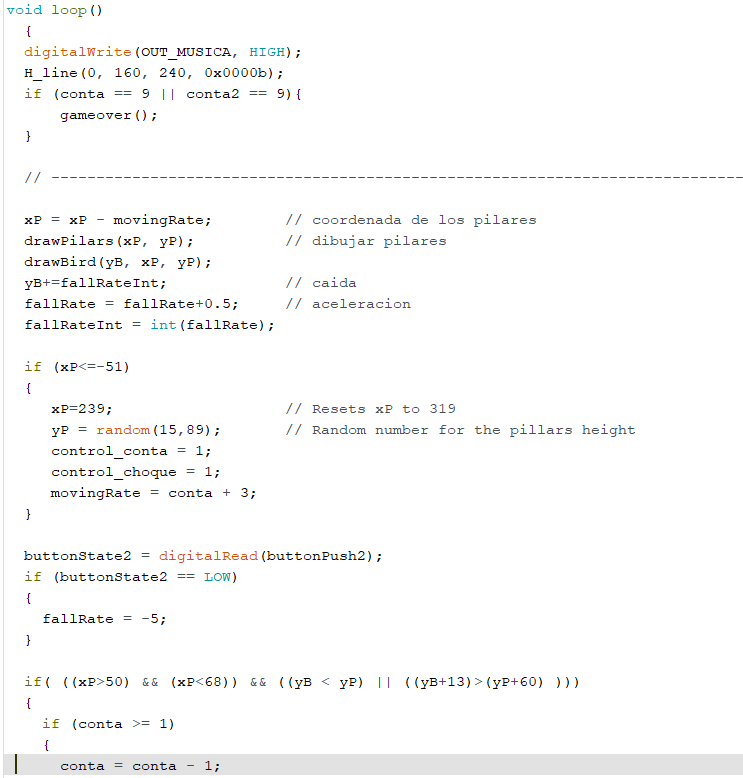 void loop()
{
digitalWrite(OUT_MUSICA, HIGH);
H_line(0, 160, 240, 0x0000b);
if (conta == 9 || conta2 == 9){
gameover();
}
// -----------------------------------------------------------------------------
xP = xP - movingRate; // coordenada de los pilares
drawPilars(xP, yP); // dibujar pilares
drawBird(yB, xP, yP);
yB+=fallRateInt; // caida
fallRate = fallRate+0.5; // aceleracion
fallRateInt = int(fallRate);
if (xP<=-51)
{
xP=239; // Resets xP to 319
yP = random(15,89); // Random number for the pillars height
control_conta = 1;
control_choque = 1;
movingRate = conta + 3;
}
buttonState2 = digitalRead(buttonPush2);
if (buttonState2 == LOW)
{
fallRate = -5;
}
if( ((xP>50) && (xP<68)) && ((yB < yP) || ((yB+13)>(yP+60) )))
{
if (conta >= 1)
{
conta = conta - 1;